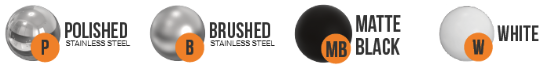 P POLISHED
STAINLESS STEEL
B BRUSHED
STAINLESS STEEL
MB MATTE
BLACK
W WHITE